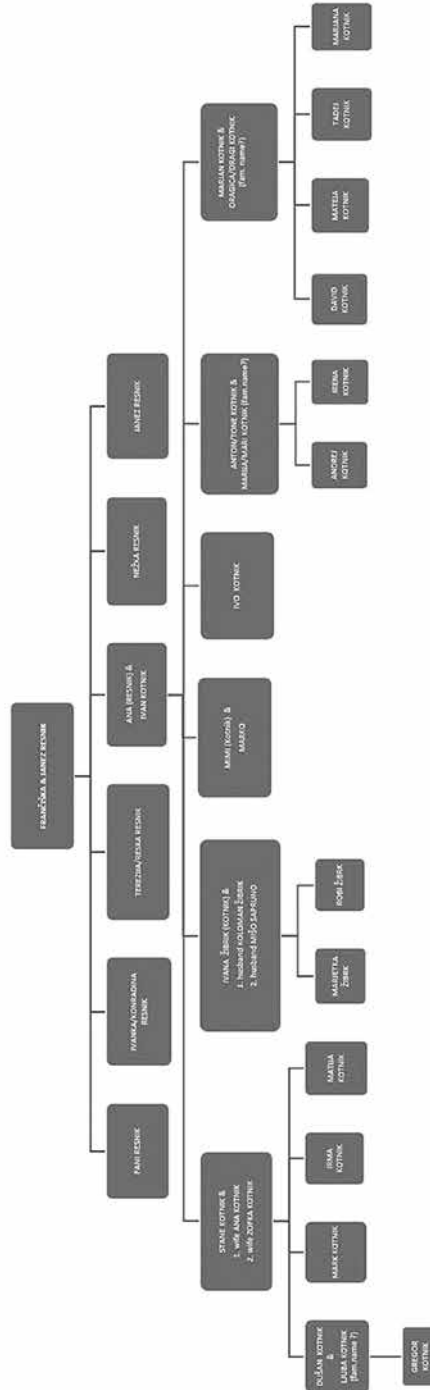 FRANČIŠKA & JANEZ RESNIK
FANI RESNIK
IVANKA/KONRADINA
RESNIK
TEREZIJA/RESKA RESNIK
ANA (RESNIK) &
IVAN KOTNIK
NEŽKA RESNIK
JANEZ RESNIK
STANE KOTNIK &
1. wife ANA KOTNIK
2. wife ZOFKA KOTNIK
IVANA ŽIBRIK (KOTNIK) &
1. husband KOLOMAN ŽIBRIK
2. husband MIŠO SAPRUNO
MIMI (Kotnik) &
MARKO
IVO KOTNIK
ANTON/TONE KOTNIK &
MARIJA/MARI KOTNIK (fam.name?)
MARJAN KOTNIK &
DRAGICA/DRAGI KOTNIK
(fam. name?)
DUŠAN KOTNIK
&
LJUBA KOTNIK
(fam.name ?)
MARK KOTNIK
IRMA
KOTNIK
MATIJA
KOTNIK
MARJETKA
ŽIBRK
ROBI ŽIBRK
ANDREJ
KOTNIK
IRENA
KOTNIK
DAVID
KOTNIK
MATEJA
KOTNIK
TADEJ
KOTNIK
MARIJANA
KOTNIK
GREGOR
KOTNIK